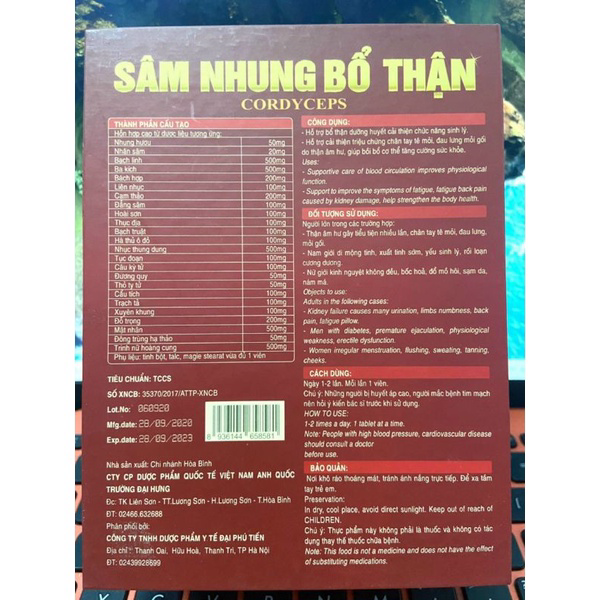 SÂM NHUNG BỔ THẬN
CORDYCEPS
THÀNH PHẦN CẤU TẠO
Hỗn hợp cao từ dược liệu tương ứng:
Nhung hươu 50mg
Nhân sâm 20mg
Bạch linh 500mg
Ba kích 500mg
Bách hợp 200mg
Liên nhục 100mg
Cam thảo 200mg
Đẳng sâm 100mg
Hoài sơn 100mg
Thục địa 100mg
Bạch truật 100mg
Hà thủ ô đỏ 100mg
Nhục thung dung 500mg
Tục đoạn 100mg
Câu kỷ tử 100mg
Đương quy 50mg
Thỏ ty tử 50mg
Cẩu tích 100mg
Trạch tả 100mg
Xuyên khung 100mg
Đỗ trọng 200mg
Mật nhân 500mg
Đông trùng hạ thảo 50mg
Trinh nữ hoàng cung 500mg
Phụ liệu: tinh bột, talc, magie stearat vừa đủ 1 viên
TIÊU CHUẨN: TCCS
SỐ XNCB: 35370/2017/ATTP-XNCB
Lot.No: 060920
Mfg.date: 28/09/2020
Exp.date: 28/09/2023
8 936144 658581
Nhà sản xuất: Chi nhánh Hòa Bình
CTY CP DƯỢC PHẨM QUỐC TẾ VIỆT NAM ANH QUỐC
TRƯỜNG ĐẠI HƯNG
Đc: TK Liên Sơn - TT.Lương Sơn - H.Lương Sơn - T.Hòa Bình
ĐT: 02466.632688
Phân phối bởi:
CÔNG TY TNHH DƯỢC PHẨM Y TẾ ĐẠI PHÚ TIẾN
Địa chỉ: Thanh Oai, Hữu Hoà, Thanh Trì, TP Hà Nội
ĐT: 02439928699
CÔNG DỤNG:
- Hỗ trợ bổ thận dưỡng huyết cải thiện chức năng sinh lý.
- Hỗ trợ cải thiện triệu chứng chân tay tê mỏi, đau lưng mỏi gối
do thận âm hư, giúp bồi bổ cơ thể tăng cường sức khỏe.
Uses:
- Supportive care of blood circulation improves physiological
function.
- Support to improve the symptoms of fatigue, fatigue back pain
caused by kidney damage, help strengthen the body health.
ĐỐI TƯỢNG SỬ DỤNG:
Người lớn trong các trường hợp:
- Thận âm hư gây tiểu tiện nhiều lần, chân tay tê mỏi, đau lưng,
mỏi gối.
- Nam giới di mộng tinh, xuất tinh sớm, yếu sinh lý, rối loạn
cương dương.
- Nữ giới kinh nguyệt không đều, bốc hoả, đổ mồ hôi, sạm da,
nám má.
Objects to use:
Adults in the following cases:
- Kidney failure causes many urination, limbs numbness, back
pain, fatigue pillow.
- Men with diabetes, premature ejaculation, physiological
weakness, erectile dysfunction.
- Women irregular menstruation, flushing, sweating, tanning,
cheeks.
CÁCH DÙNG:
Ngày 1-2 lần. Mỗi lần 1 viên.
Chú ý: Những người bị huyết áp cao, người mắc bệnh tim mạch
nên hỏi ý kiến bác sĩ trước khi sử dụng.
HOW TO USE:
1-2 times a day. 1 tablet at a time.
Note: People with high blood pressure, cardiovascular disease
should consult a doctor
before use.
BẢO QUẢN:
Nơi khô ráo thoáng mát, tránh ánh nắng trực tiếp. Để xa tầm
tay trẻ em.
Preservation:
In dry, cool place, avoid direct sunlight. Keep out of reach of
CHILDREN.
Chú ý: Thực phẩm này không phải là thuốc và không có tác
dụng thay thế thuốc chữa bệnh.
Note: This food is not a medicine and does not have the effect
of substituting medications.